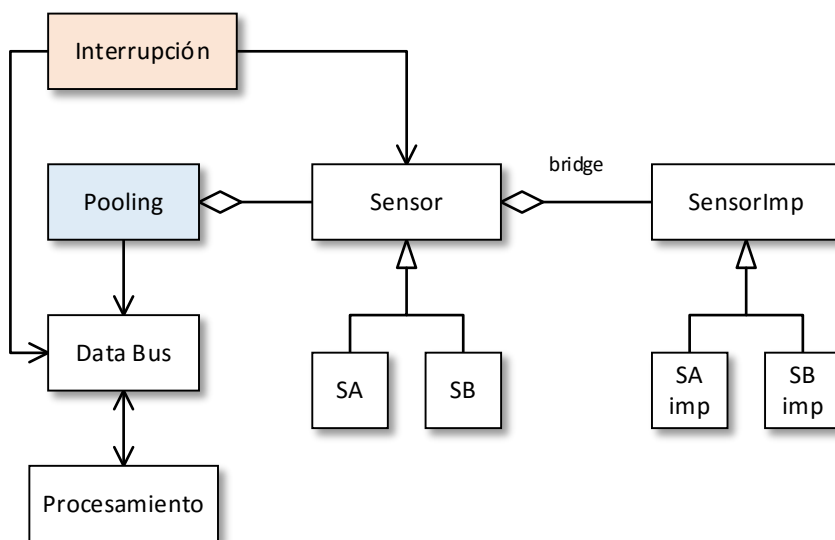 Interrupción
bridge
Pooling
Sensor
SensorImp
Data Bus
SA
SB
SA
imp
SB
imp
Procesamiento